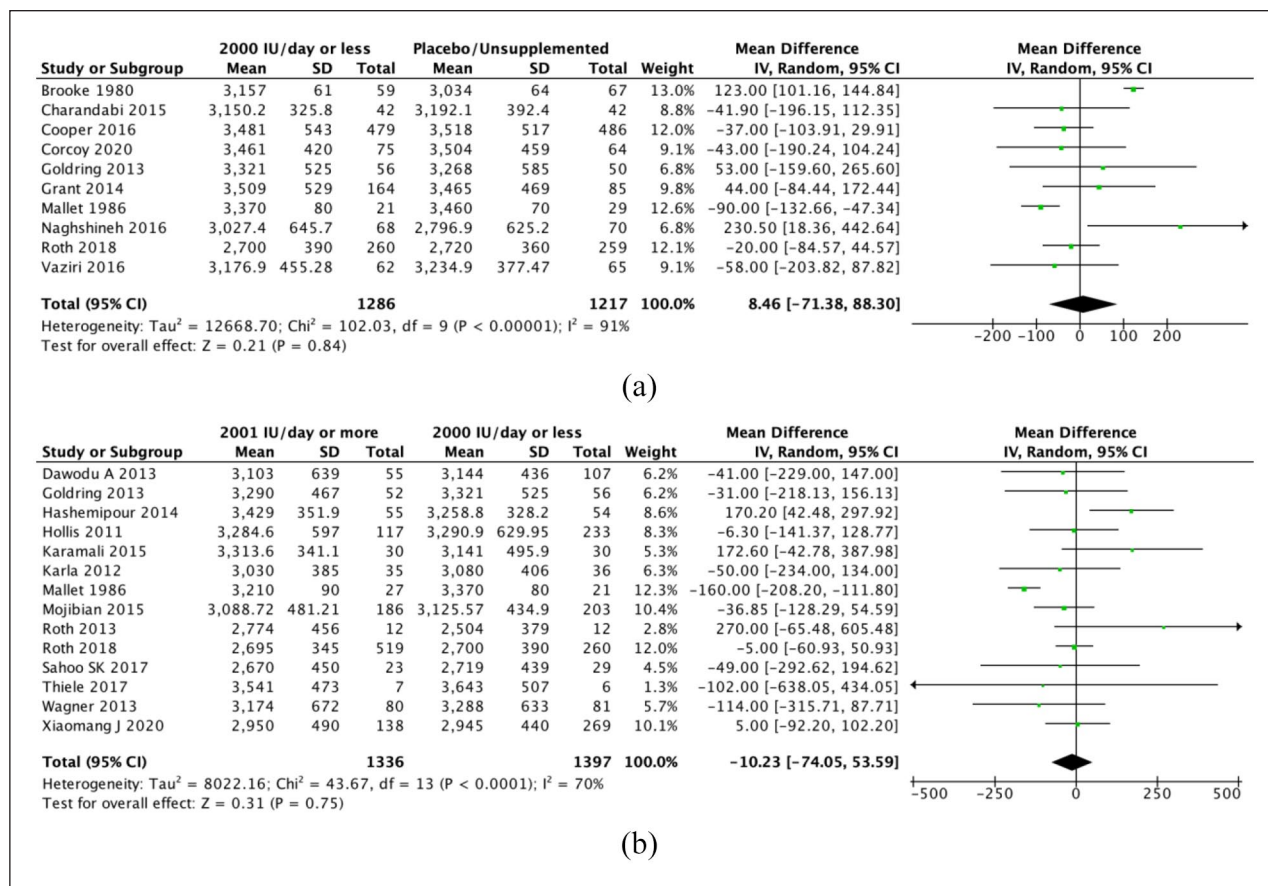 2000 IU/day or less Placebo/Unsupplemented Mean Difference Mean Difference
Study or Subgroup Mean SD Total Mean SD Total Weight IV, Random, 95% CI IV, Random, 95% CI
Brooke 1980 3,157 61 59 3,034 64 67 13.0% 123.00 [101.16, 144.84]
Charandabi 2015 3,150.2 325.8 42 3,192.1 392.4 42 8.8% −41.90 [−196.15, 112.35]
Cooper 2016 3,481 543 479 3,518 517 486 12.0% −37.00 [−103.91, 29.91]
Corcoy 2020 3,461 420 75 3,504 459 64 9.1% −43.00 [−190.24, 104.24]
Goldring 2013 3,321 525 56 3,268 585 50 6.8% 53.00 [−159.60, 265.60]
Grant 2014 3,509 529 164 3,465 469 85 9.8% 44.00 [−84.44, 172.44]
Mallet 1986 3,370 80 21 3,460 70 29 12.6% −90.00 [−132.66, −47.34]
Naghshineh 2016 3,027.4 645.7 68 2,796.9 625.2 70 6.8% 230.50 [18.36, 442.64]
Roth 2018 2,700 390 260 2,720 360 259 12.1% −20.00 [−84.57, 44.57]
Vaziri 2016 3,176.9 455.28 62 3,234.9 377.47 65 9.1% −58.00 [−203.82, 87.82]
Total (95% CI) 1286 1217 100.0% 8.46 [−71.38, 88.30]
Heterogeneity: Tau² = 12668.70; Chi² = 102.03, df = 9 (P < 0.00001); I² = 91%
Test for overall effect: Z = 0.21 (P = 0.84)
−200 −100 0 100 200
(a)
2001 IU/day or more 2000 IU/day or less Mean Difference Mean Difference
Study or Subgroup Mean SD Total Mean SD Total Weight IV, Random, 95% CI IV, Random, 95% CI
Dawodu A 2013 3,103 639 55 3,144 436 107 6.2% −41.00 [−229.00, 147.00]
Goldring 2013 3,290 467 52 3,321 525 56 6.2% −31.00 [−218.13, 156.13]
Hashemipour 2014 3,429 351.9 55 3,258.8 328.2 54 8.6% 170.20 [42.48, 297.92]
Hollis 2011 3,284.6 597 117 3,290.9 629.95 233 8.3% −6.30 [−141.37, 128.77]
Karamali 2015 3,313.6 341.1 30 3,141 495.9 30 5.3% 172.60 [−42.78, 387.98]
Karla 2012 3,030 385 35 3,080 406 36 6.3% −50.00 [−234.00, 134.00]
Mallet 1986 3,210 90 27 3,370 80 21 12.3% −160.00 [−208.20, −111.80]
Mojibian 2015 3,088.72 481.21 186 3,125.57 434.9 203 10.4% −36.85 [−128.29, 54.59]
Roth 2013 2,774 456 12 2,504 379 12 2.8% 270.00 [−65.48, 605.48]
Roth 2018 2,695 345 519 2,700 390 260 12.0% −5.00 [−60.93, 50.93]
Sahoo SK 2017 2,670 450 23 2,719 439 29 4.5% −49.00 [−292.62, 194.62]
Thiele 2017 3,541 473 7 3,643 507 6 1.3% −102.00 [−638.05, 434.05]
Wagner 2013 3,174 672 80 3,288 633 81 5.7% −114.00 [−315.71, 87.71]
Xiaomang J 2020 2,950 490 138 2,945 440 269 10.1% 5.00 [−92.20, 102.20]
Total (95% CI) 1336 1397 100.0% −10.23 [−74.05, 53.59]
Heterogeneity: Tau² = 8022.16; Chi² = 43.67, df = 13 (P < 0.0001); I² = 70%
Test for overall effect: Z = 0.31 (P = 0.75)
−500 −250 0 250 500
(b)